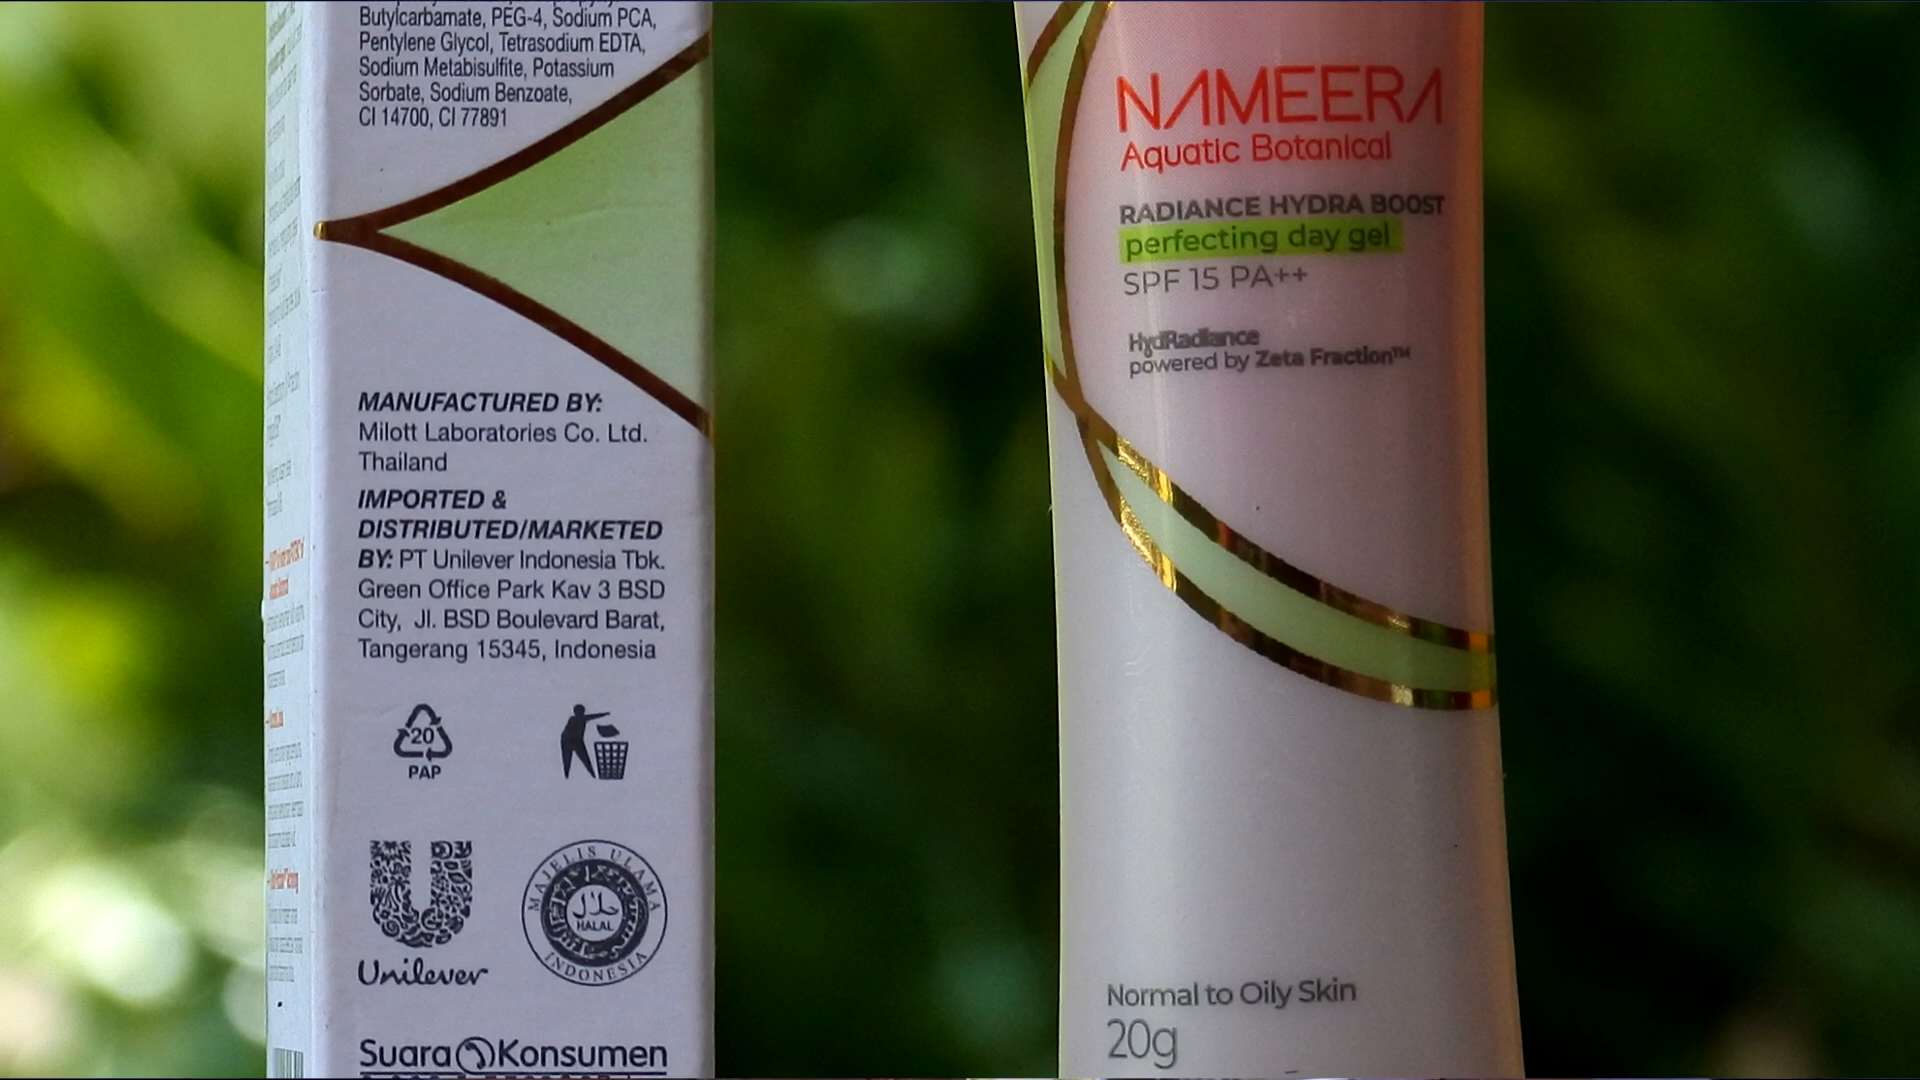 Butylcarbamate, PEG-4, Sodium PCA,
Pentylene Glycol, Tetrasodium EDTA,
Sodium Metabisulfite, Potassium
Sorbate, Sodium Benzoate,
CI 14700, CI 77891
MANUFACTURED BY:
Milott Laboratories Co. Ltd.
Thailand
IMPORTED &
DISTRIBUTED/MARKETED
BY: PT Unilever Indonesia Tbk.
Green Office Park Kav 3 BSD
City, Jl. BSD Boulevard Barat,
Tangerang 15345, Indonesia
20
PAP
Unilever
MAJELIS ULAMA
حلال
HALAL
INDONESIA
Suara Konsumen
NAMEERA
Aquatic Botanical
RADIANCE HYDRA BOOST
perfecting day gel
SPF 15 PA++
HydRadiance
powered by Zeta Fraction™
Normal to Oily Skin
20g